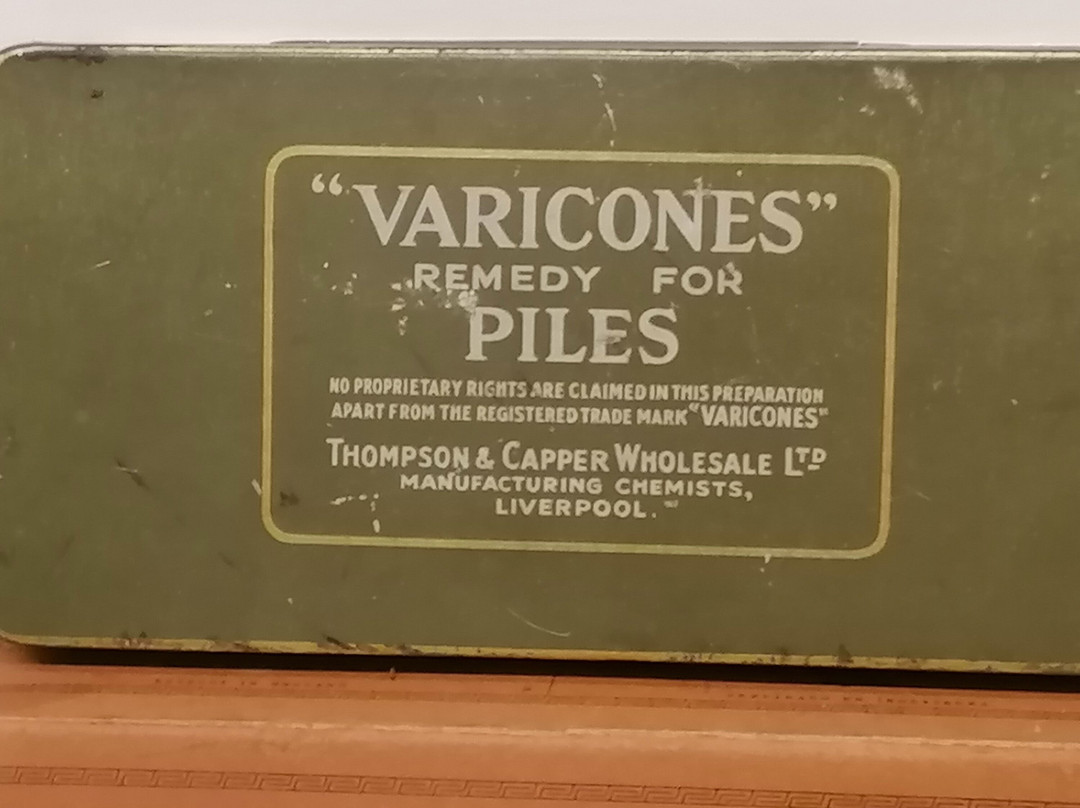 “VARICONES”
REMEDY FOR
PILES
NO PROPRIETARY RIGHTS ARE CLAIMED IN THIS PREPARATION
APART FROM THE REGISTERED TRADE MARK “VARICONES”
THOMPSON & CAPPER WHOLESALE LTD
MANUFACTURING CHEMISTS,
LIVERPOOL.